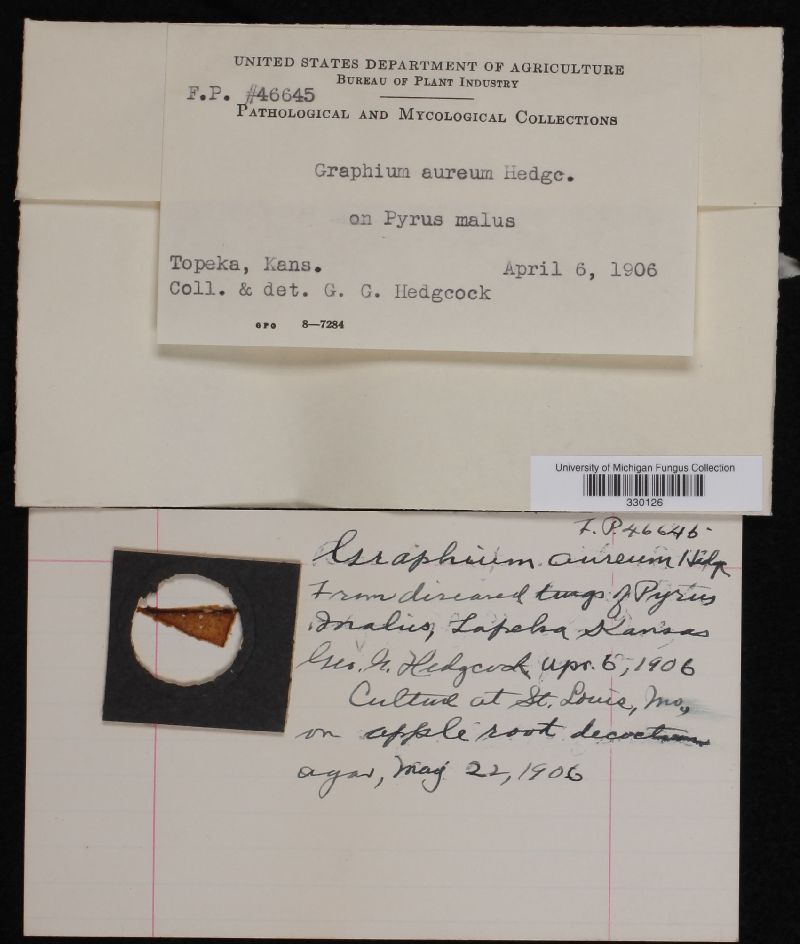 UNITED STATES DEPARTMENT OF AGRICULTURE
BUREAU OF PLANT INDUSTRY
F.P. #46645
PATHOLOGICAL AND MYCOLOGICAL COLLECTIONS
Graphium aureum Hedgc.
on Pyrus malus
Topeka, Kans. April 6, 1906
Coll. & det. G. G. Hedgcock
GPO 8—7284
University of Michigan Fungus Collection
330126
F.P. 46645
Graphium aureum Hedgc
From diseased twigs of Pyrus
Malus, Topeka Kansas
Geo. G. Hedgcock, Apr. 6, 1906
Culture at St. Louis, Mo.,
on apple root decoction
agar, May 22, 1906